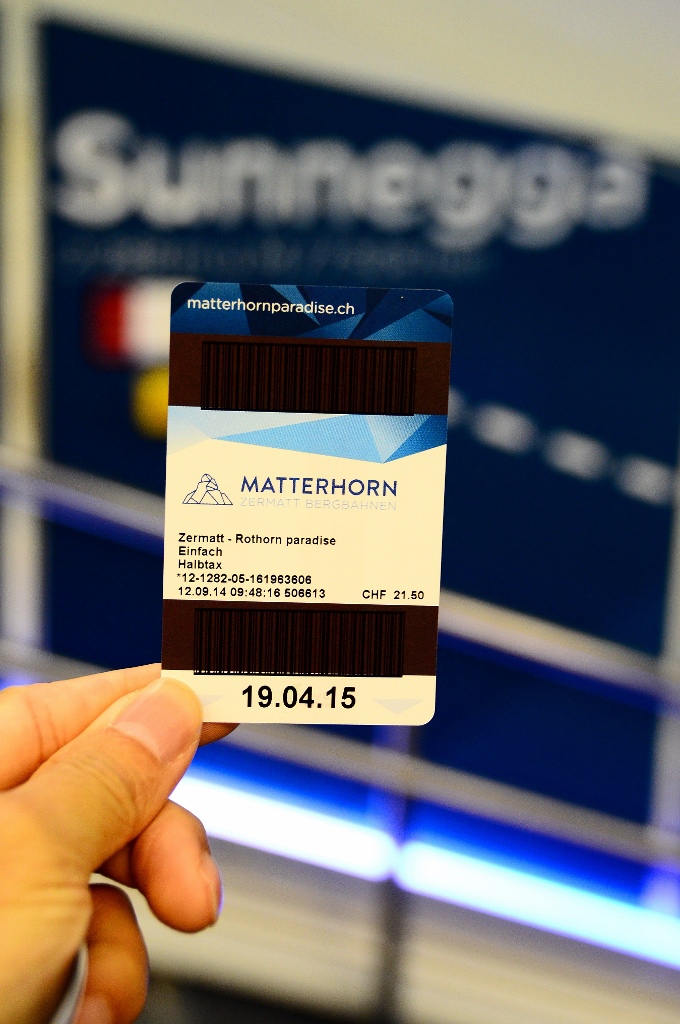 Sunnegga
matterhornparadise.ch
MATTERHORN
ZERMATT BERGBAHNEN
Zermatt - Rothorn paradise
Einfach
Halbtax
*12-1282-05-161963606
12.09.14 09:48:16 506613 CHF 21.50
19.04.15